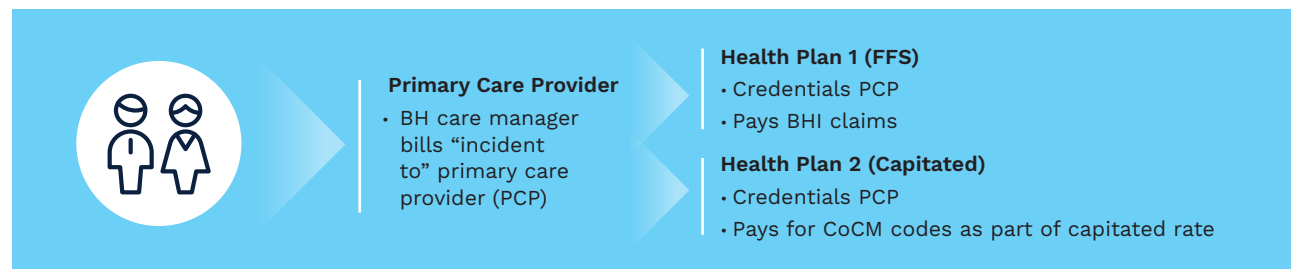 Primary Care Provider
• BH care manager
bills “incident
to” primary care
provider (PCP)
Health Plan 1 (FFS)
• Credentials PCP
• Pays BHI claims
Health Plan 2 (Capitated)
• Credentials PCP
• Pays for CoCM codes as part of capitated rate